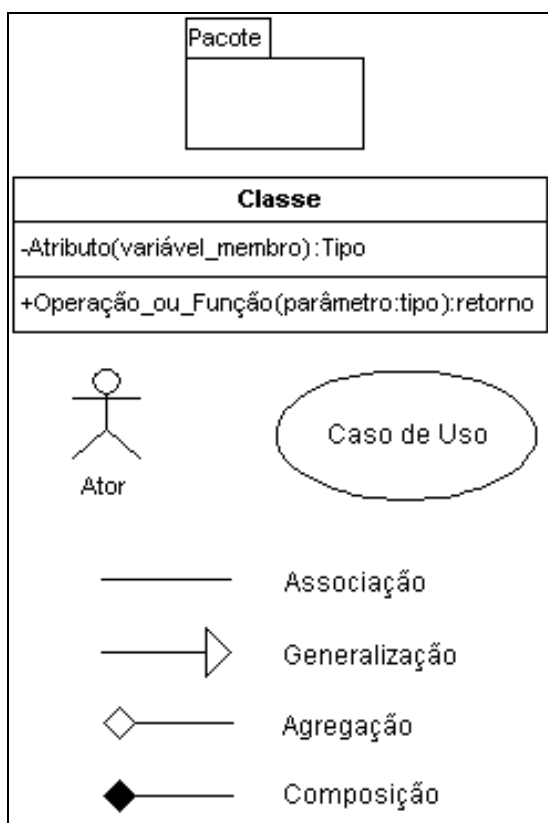 Pacote
Classe
-Atributo(variável_membro):Tipo
+Operação_ou_Função(parâmetro:tipo):retorno
Ator
Caso de Uso
Associação
Generalização
Agregação
Composição